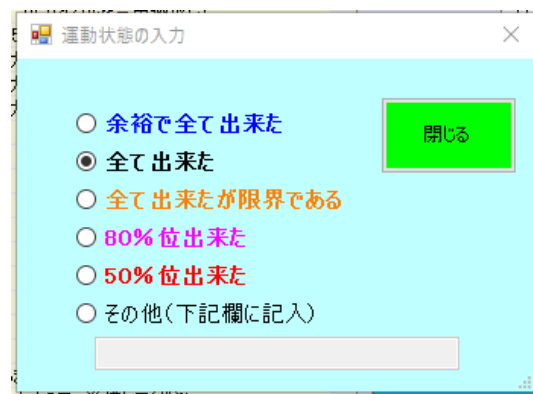 運動状態の入力
余裕で全て出来た
閉じる
全て出来た
全て出来たが限界である
80%位出来た
50%位出来た
その他(下記欄に記入)